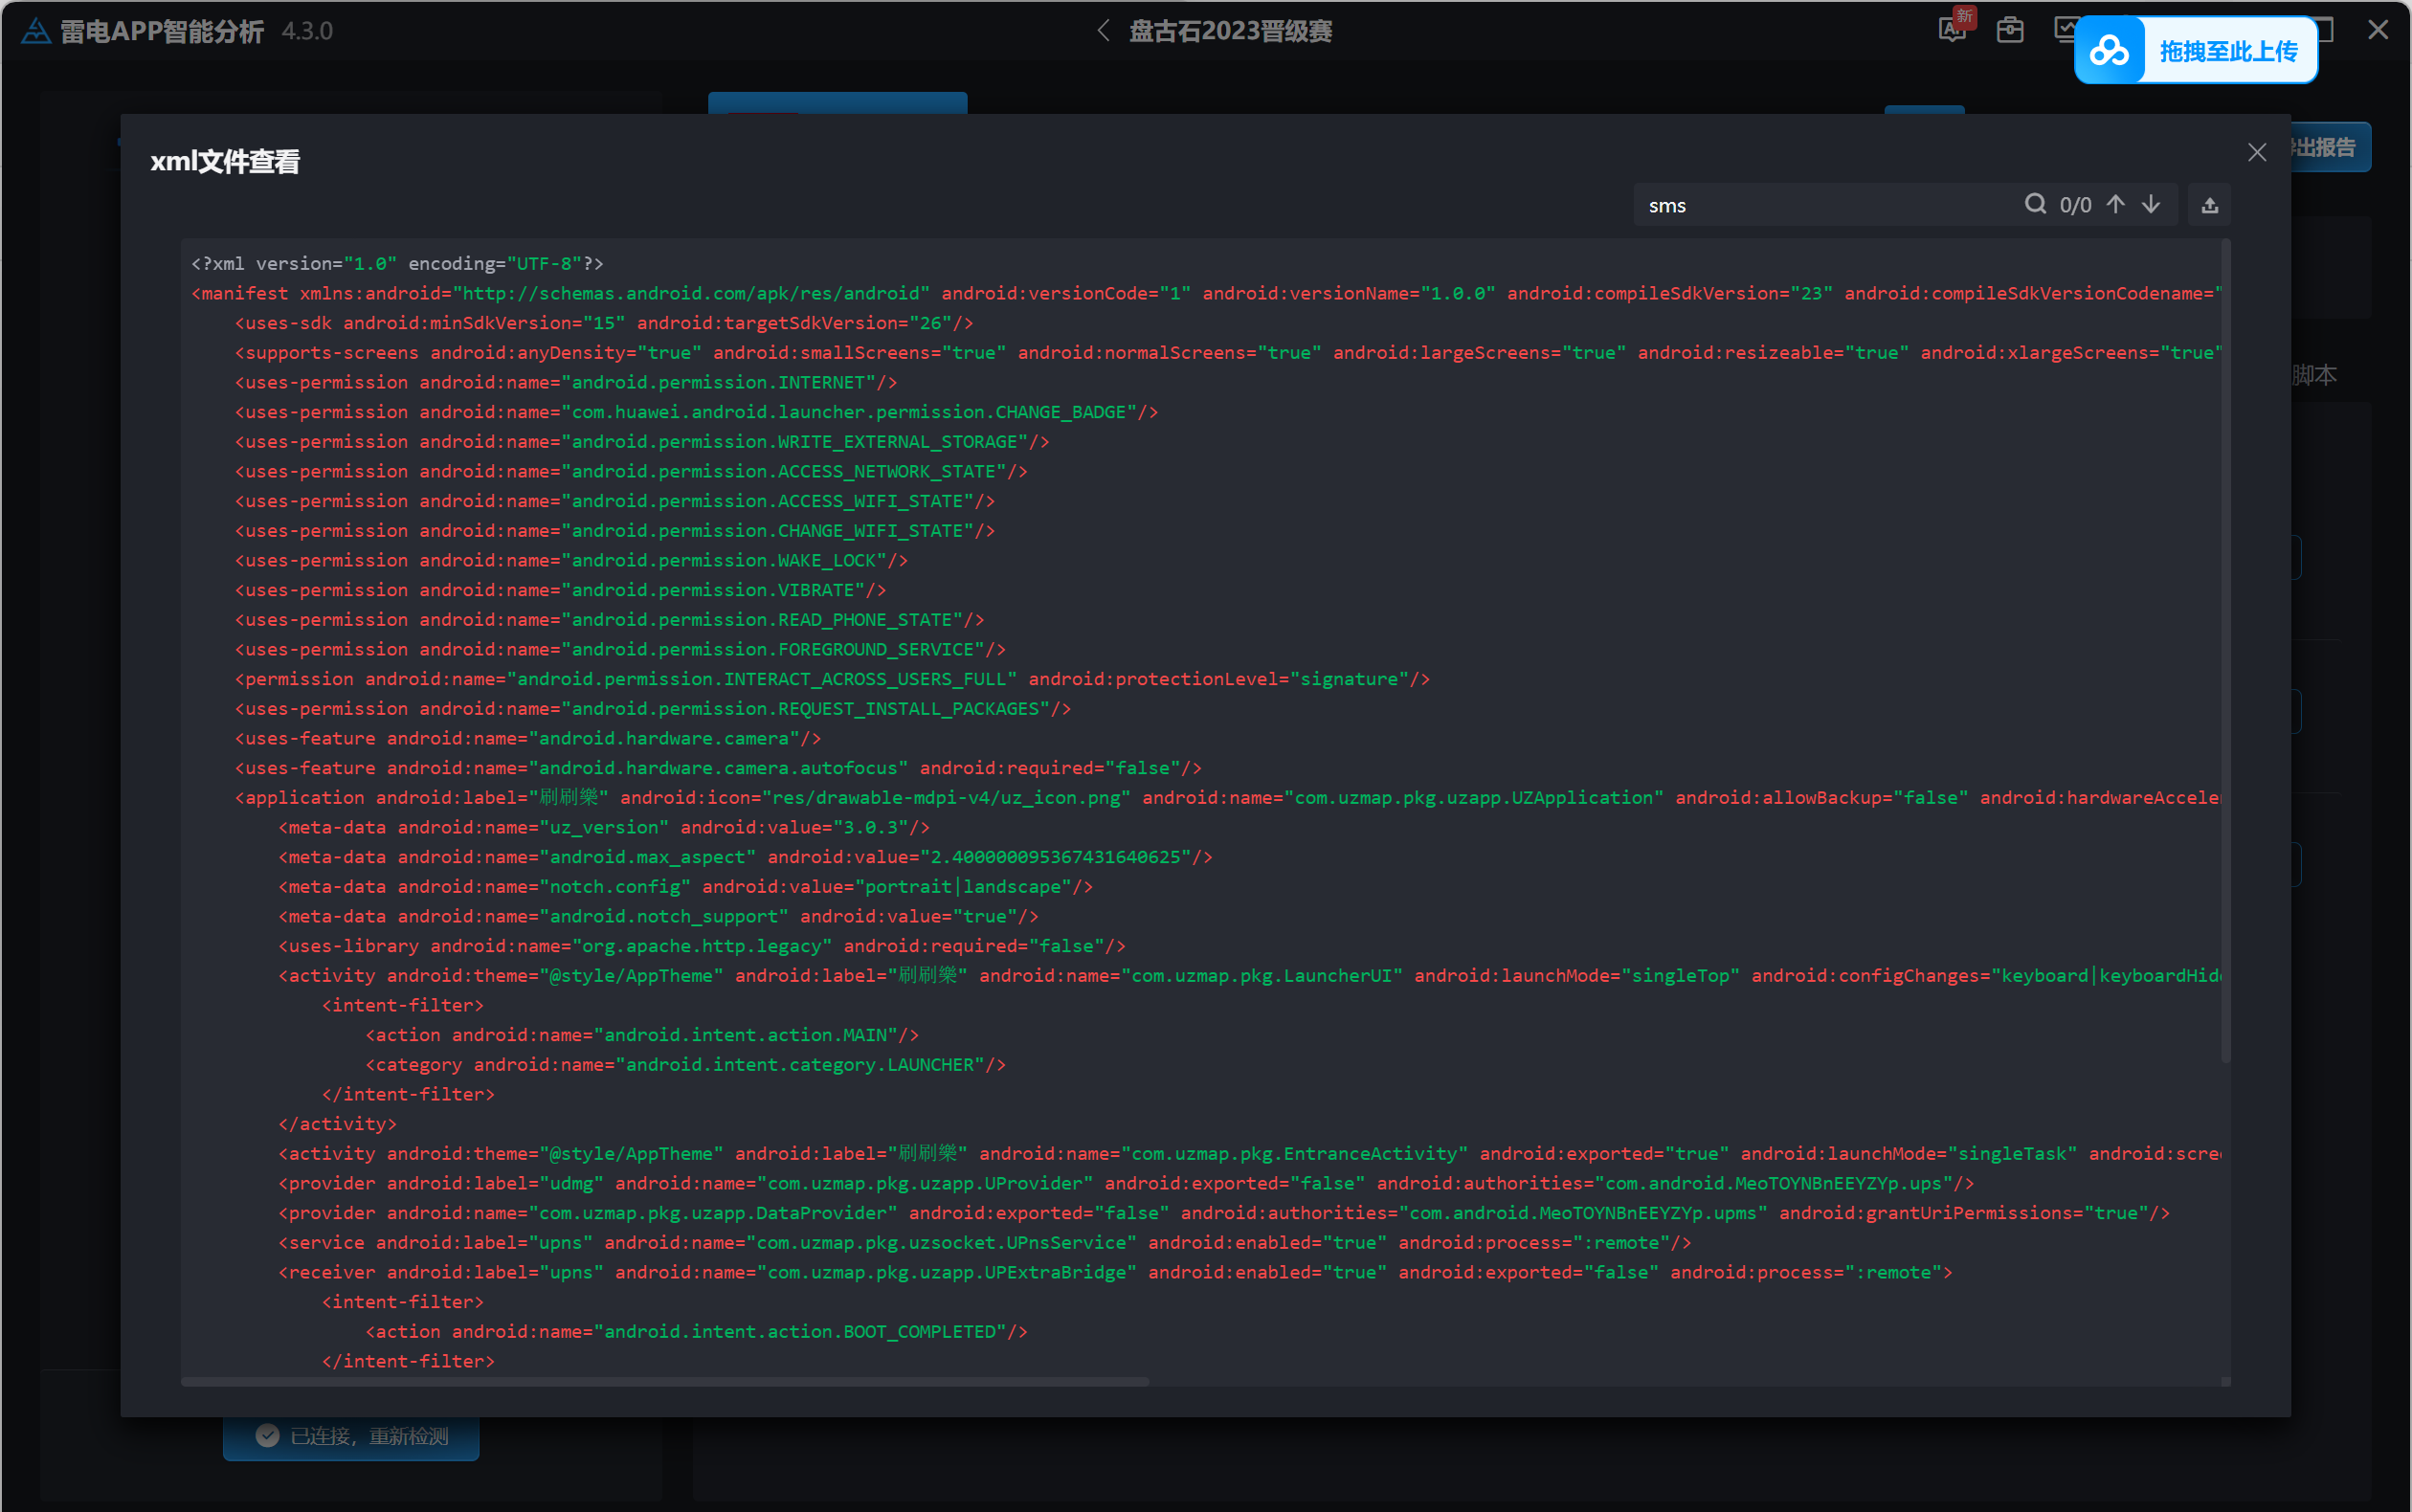 雷电APP智能分析 4.3.0
盘古石2023晋级赛
新
拖拽至此上传
出报告
xml文件查看
sms
0/0
脚本
<?xml version="1.0" encoding="UTF-8"?>
<manifest xmlns:android="http://schemas.android.com/apk/res/android" android:versionCode="1" android:versionName="1.0.0" android:compileSdkVersion="23" android:compileSdkVersionCodename="
<uses-sdk android:minSdkVersion="15" android:targetSdkVersion="26"/>
<supports-screens android:anyDensity="true" android:smallScreens="true" android:normalScreens="true" android:largeScreens="true" android:resizeable="true" android:xlargeScreens="true"
<uses-permission android:name="android.permission.INTERNET"/>
<uses-permission android:name="com.huawei.android.launcher.permission.CHANGE_BADGE"/>
<uses-permission android:name="android.permission.WRITE_EXTERNAL_STORAGE"/>
<uses-permission android:name="android.permission.ACCESS_NETWORK_STATE"/>
<uses-permission android:name="android.permission.ACCESS_WIFI_STATE"/>
<uses-permission android:name="android.permission.CHANGE_WIFI_STATE"/>
<uses-permission android:name="android.permission.WAKE_LOCK"/>
<uses-permission android:name="android.permission.VIBRATE"/>
<uses-permission android:name="android.permission.READ_PHONE_STATE"/>
<uses-permission android:name="android.permission.FOREGROUND_SERVICE"/>
<permission android:name="android.permission.INTERACT_ACROSS_USERS_FULL" android:protectionLevel="signature"/>
<uses-permission android:name="android.permission.REQUEST_INSTALL_PACKAGES"/>
<uses-feature android:name="android.hardware.camera"/>
<uses-feature android:name="android.hardware.camera.autofocus" android:required="false"/>
<application android:label="刷刷樂" android:icon="res/drawable-mdpi-v4/uz_icon.png" android:name="com.uzmap.pkg.uzapp.UZApplication" android:allowBackup="false" android:hardwareAcceler
<meta-data android:name="uz_version" android:value="3.0.3"/>
<meta-data android:name="android.max_aspect" android:value="2.400000095367431640625"/>
<meta-data android:name="notch.config" android:value="portrait|landscape"/>
<meta-data android:name="android.notch_support" android:value="true"/>
<uses-library android:name="org.apache.http.legacy" android:required="false"/>
<activity android:theme="@style/AppTheme" android:label="刷刷樂" android:name="com.uzmap.pkg.LauncherUI" android:launchMode="singleTop" android:configChanges="keyboard|keyboardHid
<intent-filter>
<action android:name="android.intent.action.MAIN"/>
<category android:name="android.intent.category.LAUNCHER"/>
</intent-filter>
</activity>
<activity android:theme="@style/AppTheme" android:label="刷刷樂" android:name="com.uzmap.pkg.EntranceActivity" android:exported="true" android:launchMode="singleTask" android:scre
<provider android:label="udmg" android:name="com.uzmap.pkg.uzapp.UProvider" android:exported="false" android:authorities="com.android.MeoTOYNBnEEYZYp.ups"/>
<provider android:name="com.uzmap.pkg.uzapp.DataProvider" android:exported="false" android:authorities="com.android.MeoTOYNBnEEYZYp.upms" android:grantUriPermissions="true"/>
<service android:label="upns" android:name="com.uzmap.pkg.uzsocket.UPnsService" android:enabled="true" android:process=":remote"/>
<receiver android:label="upns" android:name="com.uzmap.pkg.uzapp.UPExtraBridge" android:enabled="true" android:exported="false" android:process=":remote">
<intent-filter>
<action android:name="android.intent.action.BOOT_COMPLETED"/>
</intent-filter>
已连接，重新检测